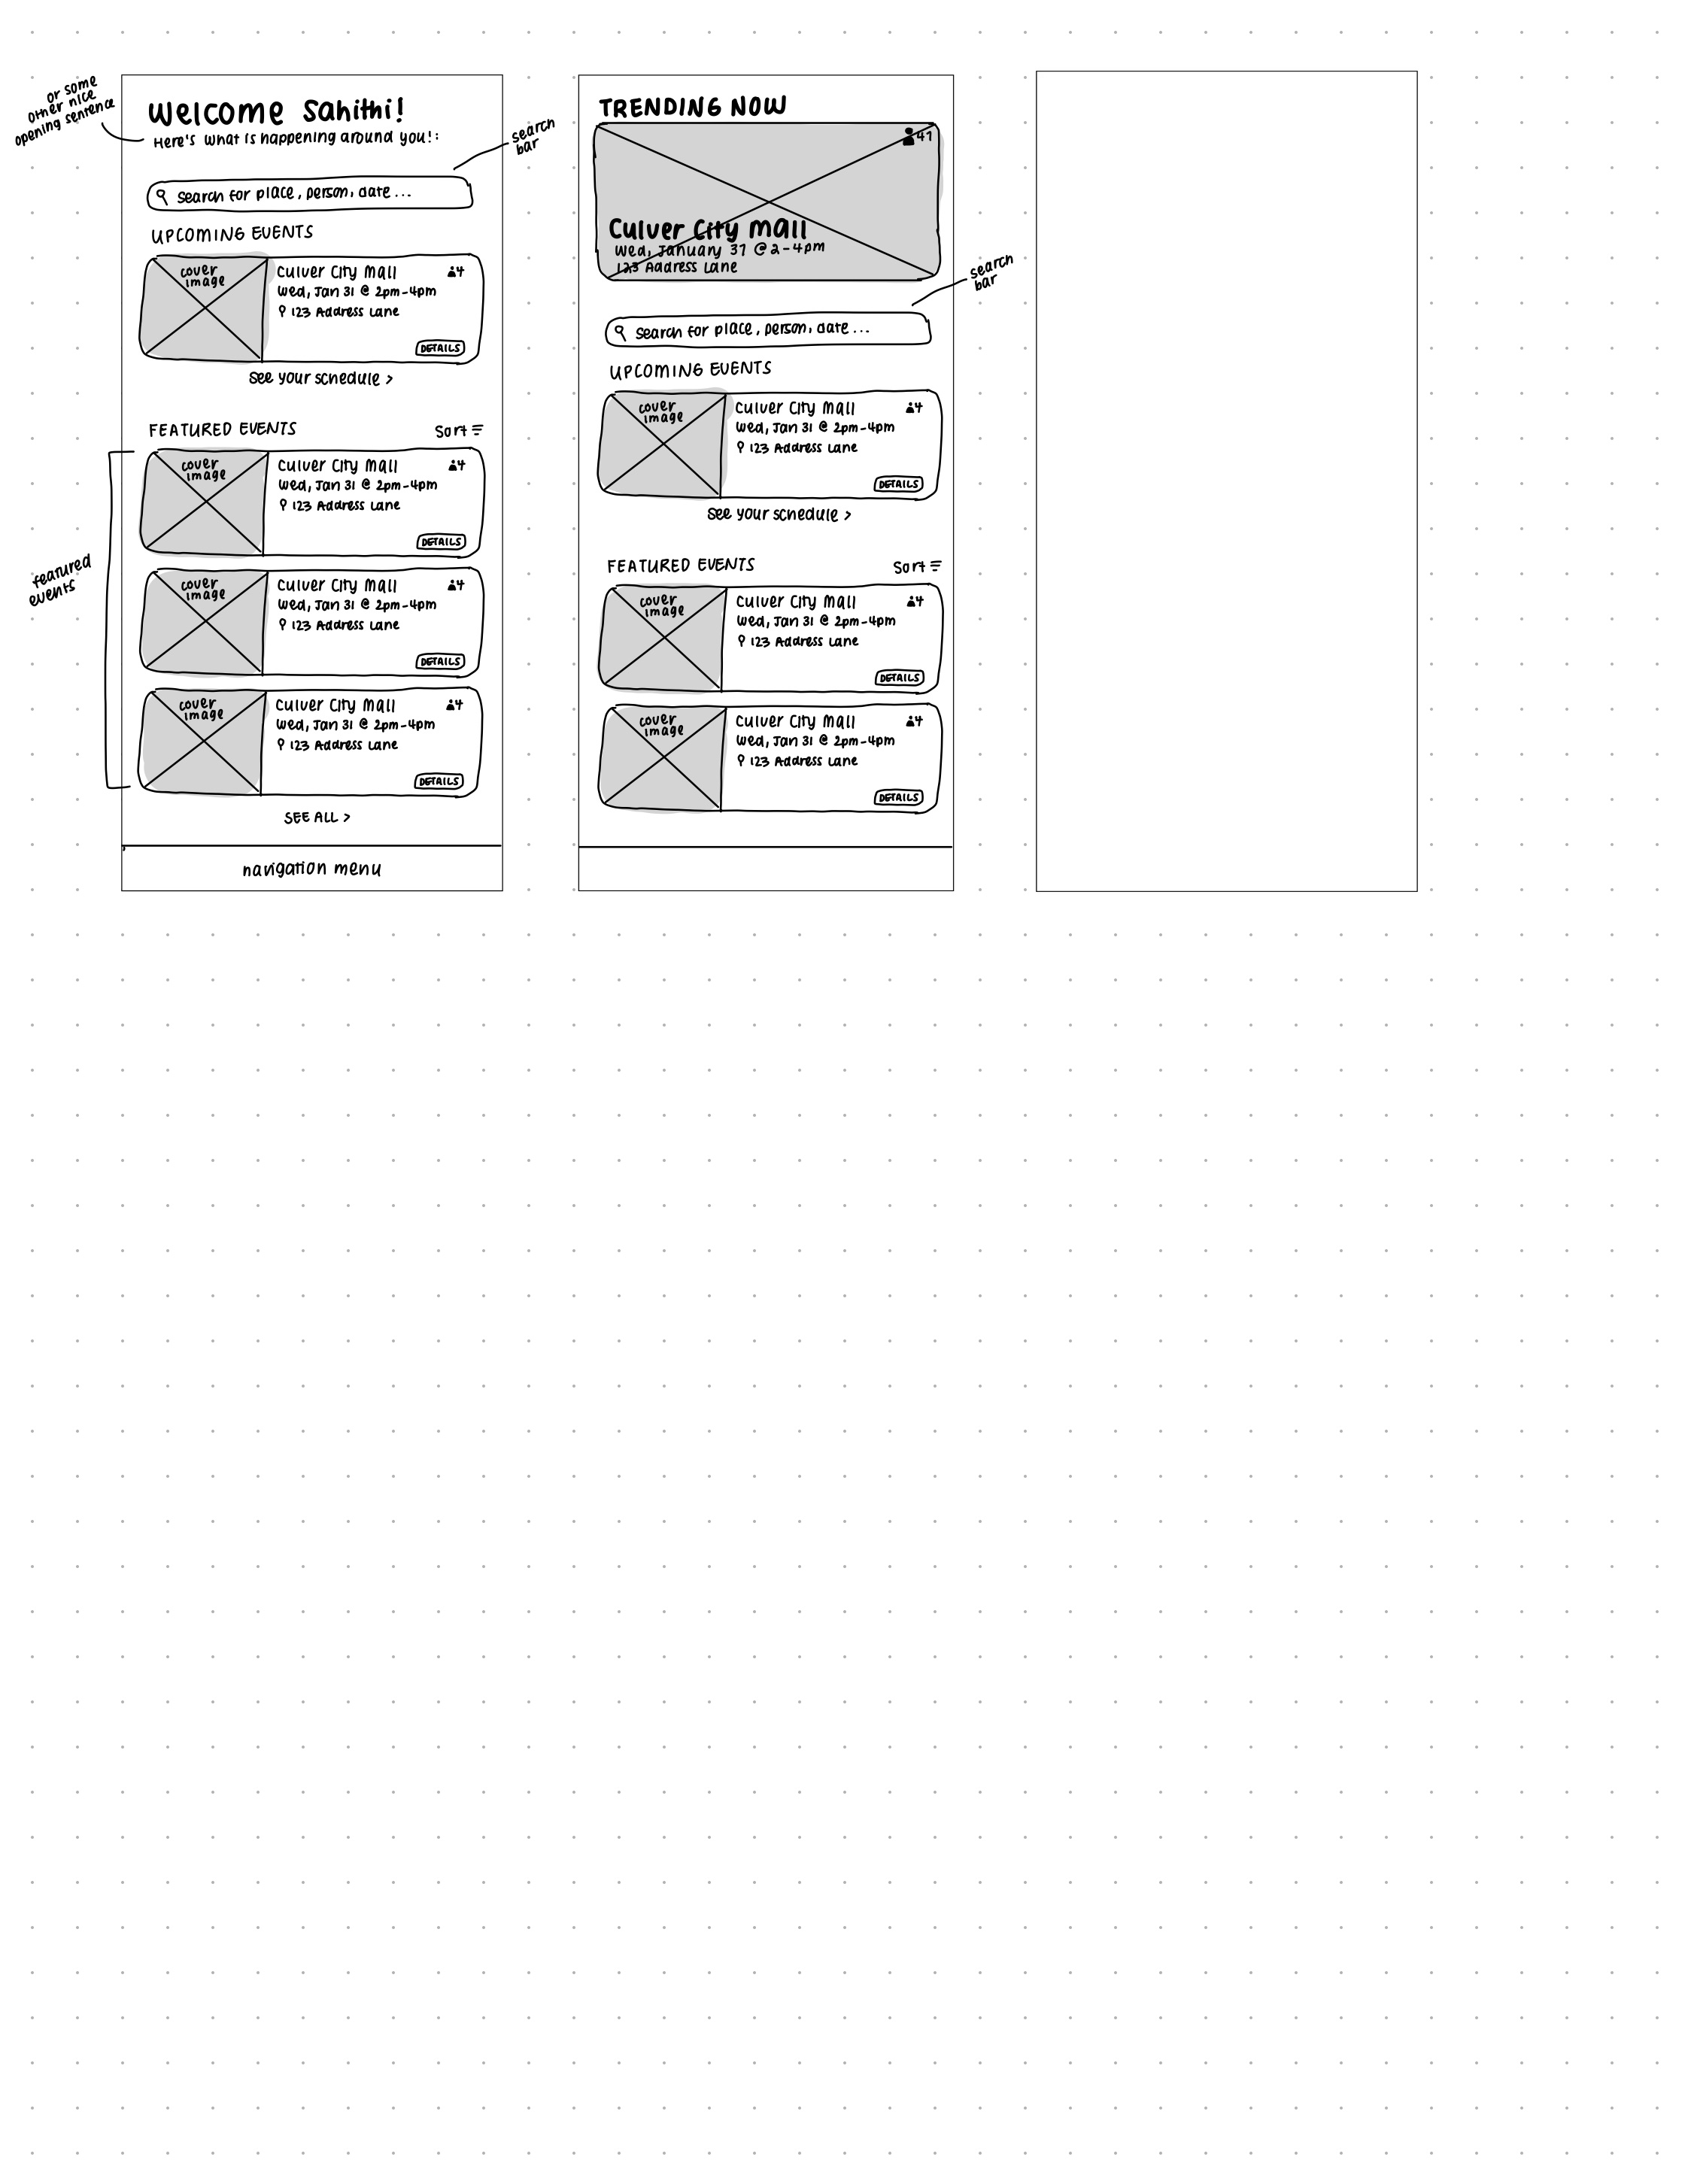 or some
other nice
opening sentence
Welcome Sahithi!
Here's what is happening around you!:
search
bar
Search for place, person, date ...
UPCOMING EVENTS
cover
image
Culver City Mall
4
Wed, Jan 31 @ 2pm-4pm
123 Address Lane
DETAILS
See your schedule >
FEATURED EVENTS
Sort
featured
events
cover
image
Culver City Mall
4
Wed, Jan 31 @ 2pm-4pm
123 Address Lane
DETAILS
cover
image
Culver City Mall
4
Wed, Jan 31 @ 2pm-4pm
123 Address Lane
DETAILS
cover
image
Culver City Mall
4
Wed, Jan 31 @ 2pm-4pm
123 Address Lane
DETAILS
SEE ALL >
navigation menu
TRENDING NOW
Culver City Mall
Wed, January 31 @ 2-4pm
123 Address Lane
search
bar
Search for place, person, date ...
UPCOMING EVENTS
cover
image
Culver City Mall
4
Wed, Jan 31 @ 2pm-4pm
123 Address Lane
DETAILS
See your schedule >
FEATURED EVENTS
Sort
cover
image
Culver City Mall
4
Wed, Jan 31 @ 2pm-4pm
123 Address Lane
DETAILS
cover
image
Culver City Mall
4
Wed, Jan 31 @ 2pm-4pm
123 Address Lane
DETAILS